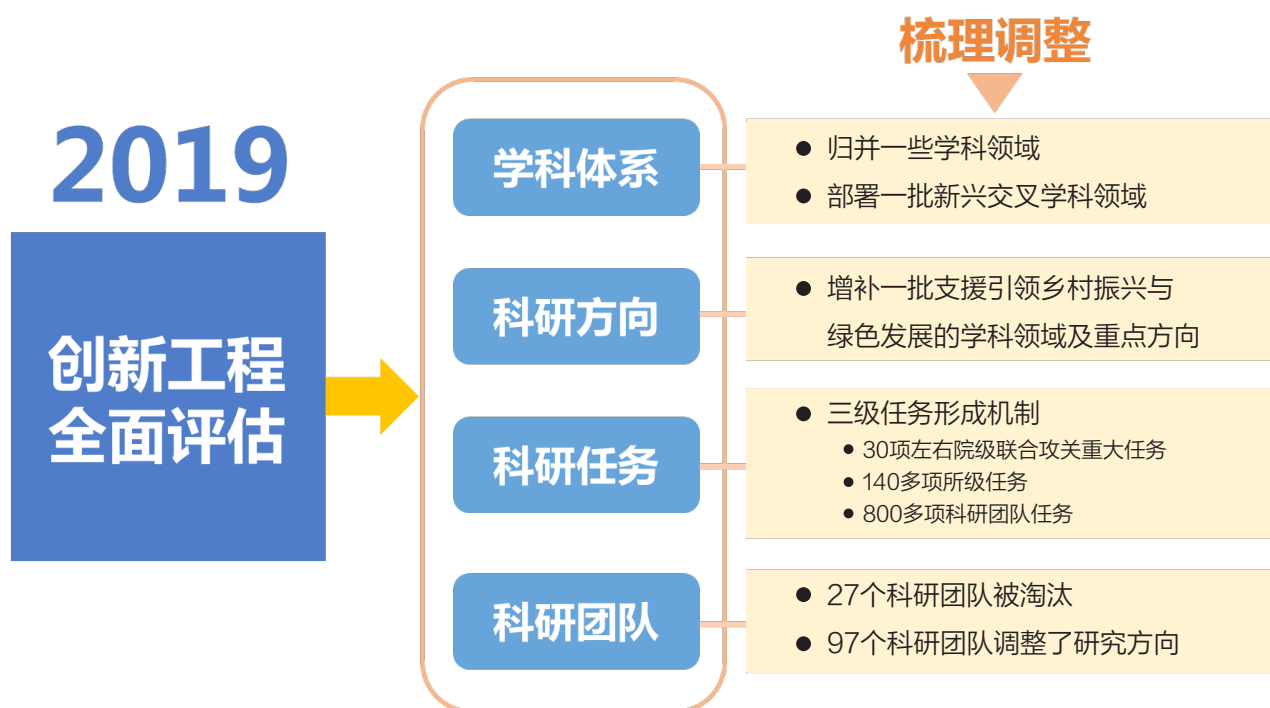 梳理调整
2019
创新工程
全面评估
学科体系
● 归并一些学科领域
● 部署一批新兴交叉学科领域
科研方向
● 增补一批支援引领乡村振兴与
绿色发展的学科领域及重点方向
科研任务
● 三级任务形成机制
● 30项左右院级联合攻关重大任务
● 140多项所级任务
● 800多项科研团队任务
科研团队
● 27个科研团队被淘汰
● 97个科研团队调整了研究方向